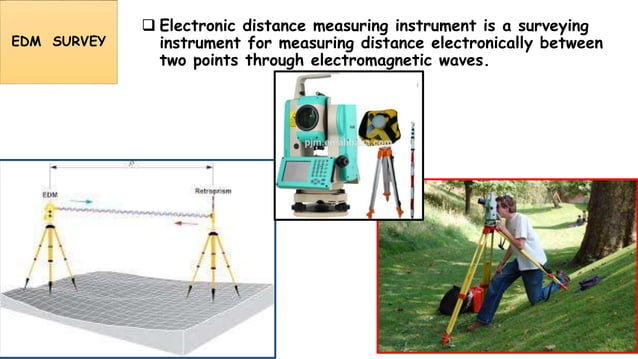 EDM SURVEY
❑ Electronic distance measuring instrument is a surveying
instrument for measuring distance electronically between
two points through electromagnetic waves.
EDM
Retroprism